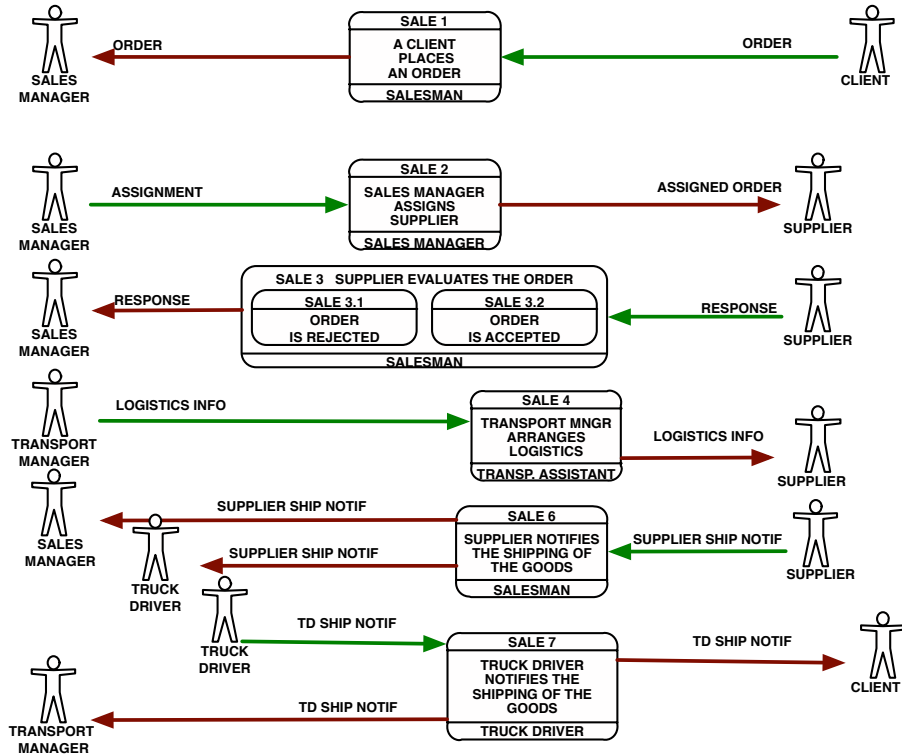 SALE 1
ORDER
A CLIENT
PLACES
AN ORDER
ORDER
SALES
MANAGER
SALESMAN
CLIENT
SALE 2
ASSIGNMENT
SALES MANAGER
ASSIGNS
SUPPLIER
ASSIGNED ORDER
SALES
MANAGER
SALES MANAGER
SUPPLIER
SALE 3 SUPPLIER EVALUATES THE ORDER
RESPONSE
SALE 3.1
ORDER
IS REJECTED
SALE 3.2
ORDER
IS ACCEPTED
RESPONSE
SALES
MANAGER
SALESMAN
SUPPLIER
LOGISTICS INFO
SALE 4
TRANSPORT MNGR
ARRANGES
LOGISTICS
LOGISTICS INFO
TRANSPORT
MANAGER
TRANSP. ASSISTANT
SUPPLIER
SUPPLIER SHIP NOTIF
SALE 6
SUPPLIER NOTIFIES
THE SHIPPING OF
THE GOODS
SUPPLIER SHIP NOTIF
SALES
MANAGER
SUPPLIER SHIP NOTIF
SALESMAN
SUPPLIER
TRUCK
DRIVER
TD SHIP NOTIF
TRUCK
DRIVER
SALE 7
TRUCK DRIVER
NOTIFIES THE
SHIPPING OF THE
GOODS
TD SHIP NOTIF
CLIENT
TD SHIP NOTIF
TRANSPORT
MANAGER
TRUCK DRIVER